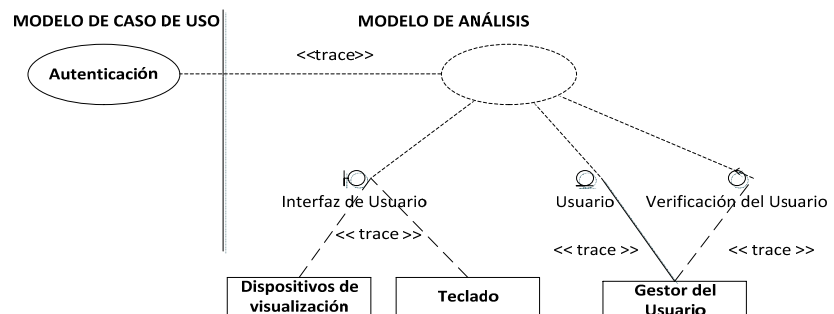 MODELO DE CASO DE USO
MODELO DE ANÁLISIS
<<trace>>
Autenticación
Interfaz de Usuario
Usuario
Verificación del Usuario
<< trace >>
<< trace >>
<< trace >>
Dispositivos de
visualización
Teclado
Gestor del
Usuario